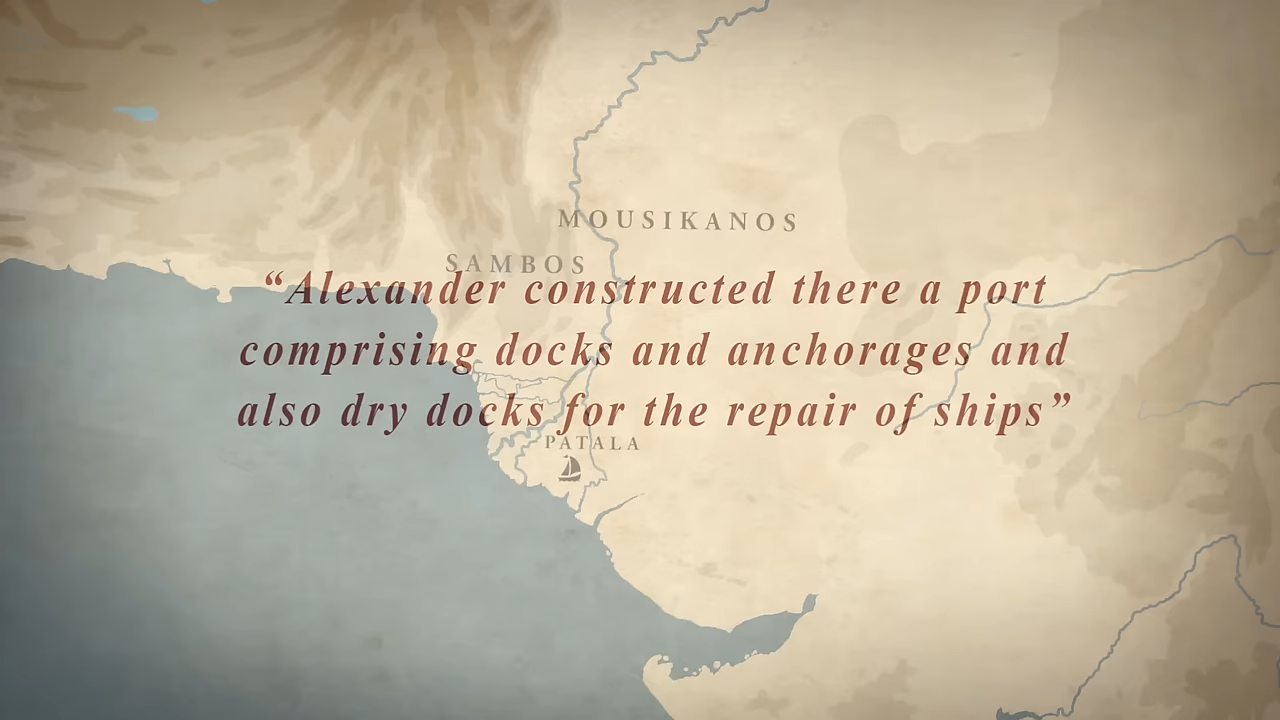 MOUSIKANOS
SAMBOS
“Alexander constructed there a port
comprising docks and anchorages and
also dry docks for the repair of ships”
PATALA